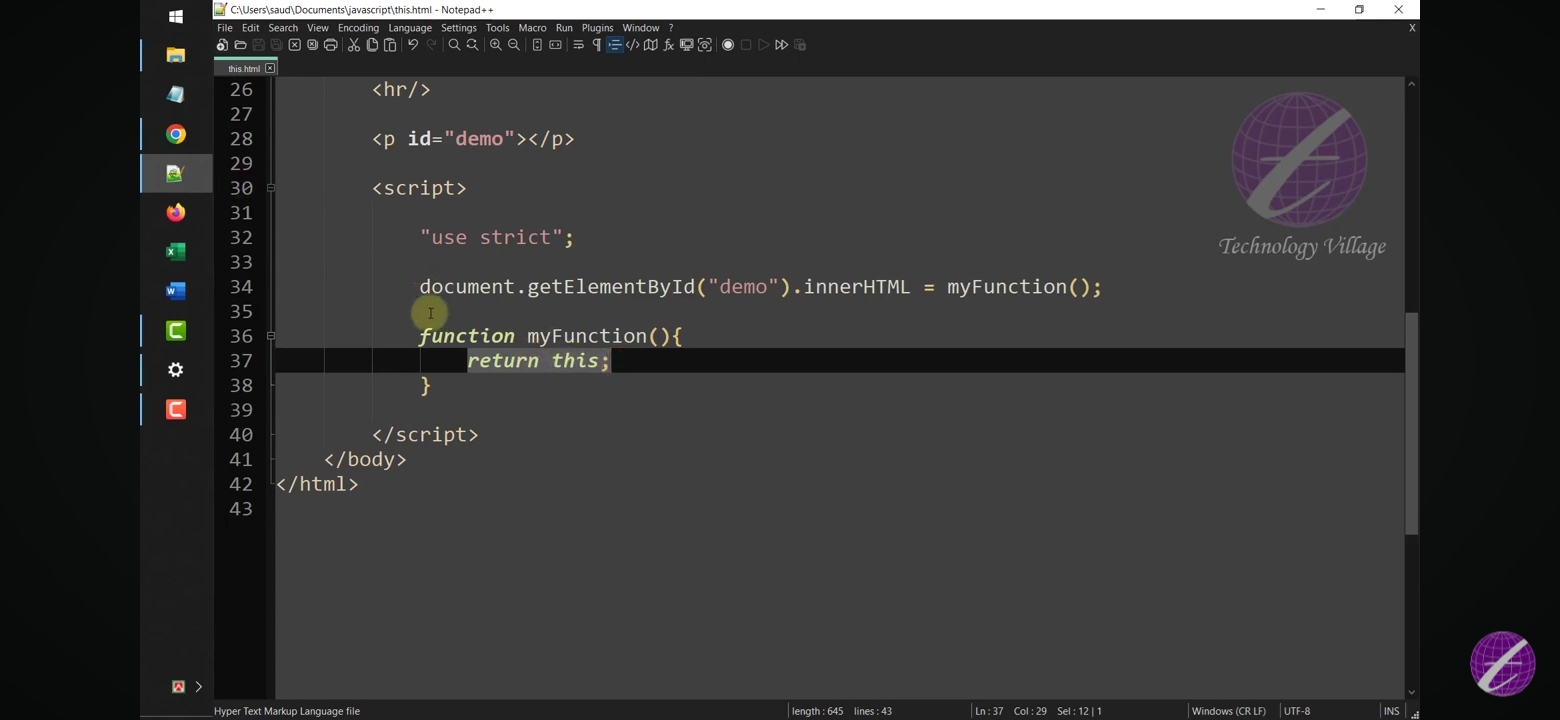 C:\Users\saud\Documents\javascript\this.html - Notepad++
File Edit Search View Encoding Language Settings Tools Macro Run Plugins Window ? X
this.html
26 <hr/>
27
28 <p id="demo"></p>
29
30 <script>
31
32 "use strict";
33
34 document.getElementById("demo").innerHTML = myFunction();
35
36 function myFunction(){
37 return this;
38 }
39
40 </script>
41 </body>
42 </html>
43
Technology Village
Hyper Text Markup Language file length : 645 lines : 43 Ln : 37 Col : 29 Sel : 12 | 1 Windows (CR LF) UTF-8 INS